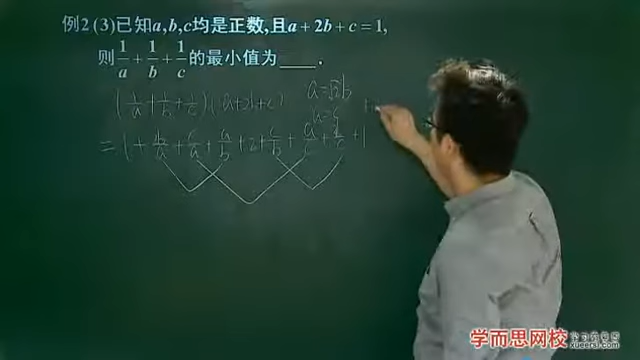 例2 (3)已知a,b,c均是正数,且a+2b+c=1,
则1/a+1/b+1/c的最小值为____.
(1/a+1/b+1/c)(a+2b+c) a=√2b
a=c
=1+2b/a+c/a+a/b+2+c/b+a/c+2b/c+1
学而思网校
xueersi.com